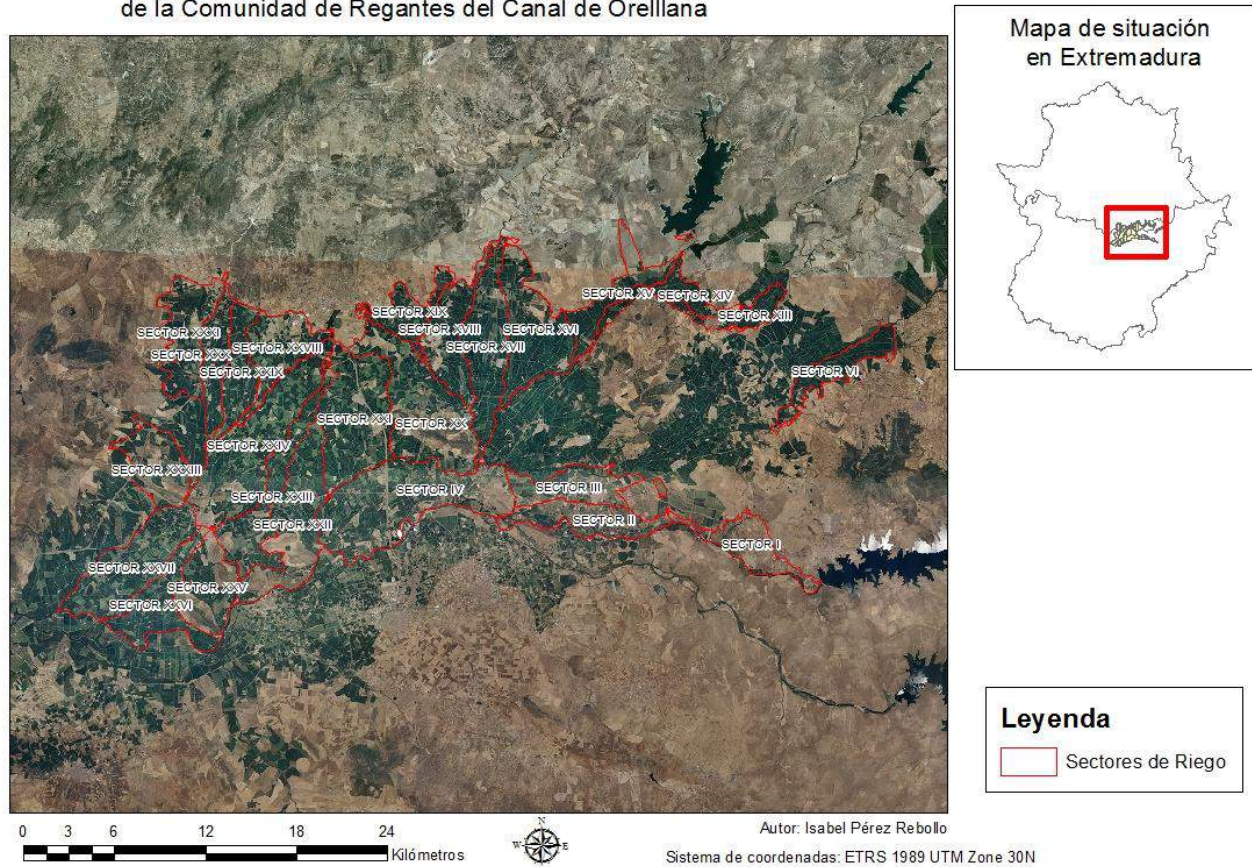 de la Comunidad de Regantes del Canal de Orelllana
Mapa de situación
en Extremadura
SECTOR XV
SECTOR XIV
SECTOR XIII
SECTOR XIX
SECTOR XVIII
SECTOR XVI
SECTOR XVII
SECTOR XXXI
SECTOR XXVIII
SECTOR XXX
SECTOR XXIX
SECTOR VI
SECTOR XXI
SECTOR XX
SECTOR XXIV
SECTOR XXXIII
SECTOR IV
SECTOR III
SECTOR XXIII
SECTOR II
SECTOR XXII
SECTOR I
SECTOR XXVII
SECTOR XXV
SECTOR XXVI
Leyenda
Sectores de Riego
0 3 6 12 18 24
Kilómetros
N
W E
S
Autor: Isabel Pérez Rebollo
Sistema de coordenadas: ETRS 1989 UTM Zone 30N